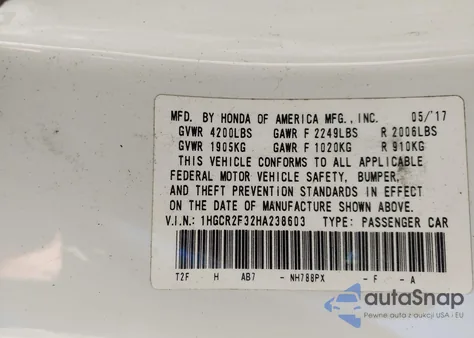 MFD. BY HONDA OF AMERICA MFG., INC. 05/'17
GVWR 4200LBS GAWR F 2249LBS R 2006LBS
GVWR 1905KG GAWR F 1020KG R 910KG
THIS VEHICLE CONFORMS TO ALL APPLICABLE
FEDERAL MOTOR VEHICLE SAFETY, BUMPER,
AND THEFT PREVENTION STANDARDS IN EFFECT
ON THE DATE OF MANUFACTURE SHOWN ABOVE.
V.I.N.: 1HGCR2F32HA238603 TYPE: PASSENGER CAR
T2F H AB7 - NH788PX - F - A
autoSnap
Pewne auta z aukcji USA i EU